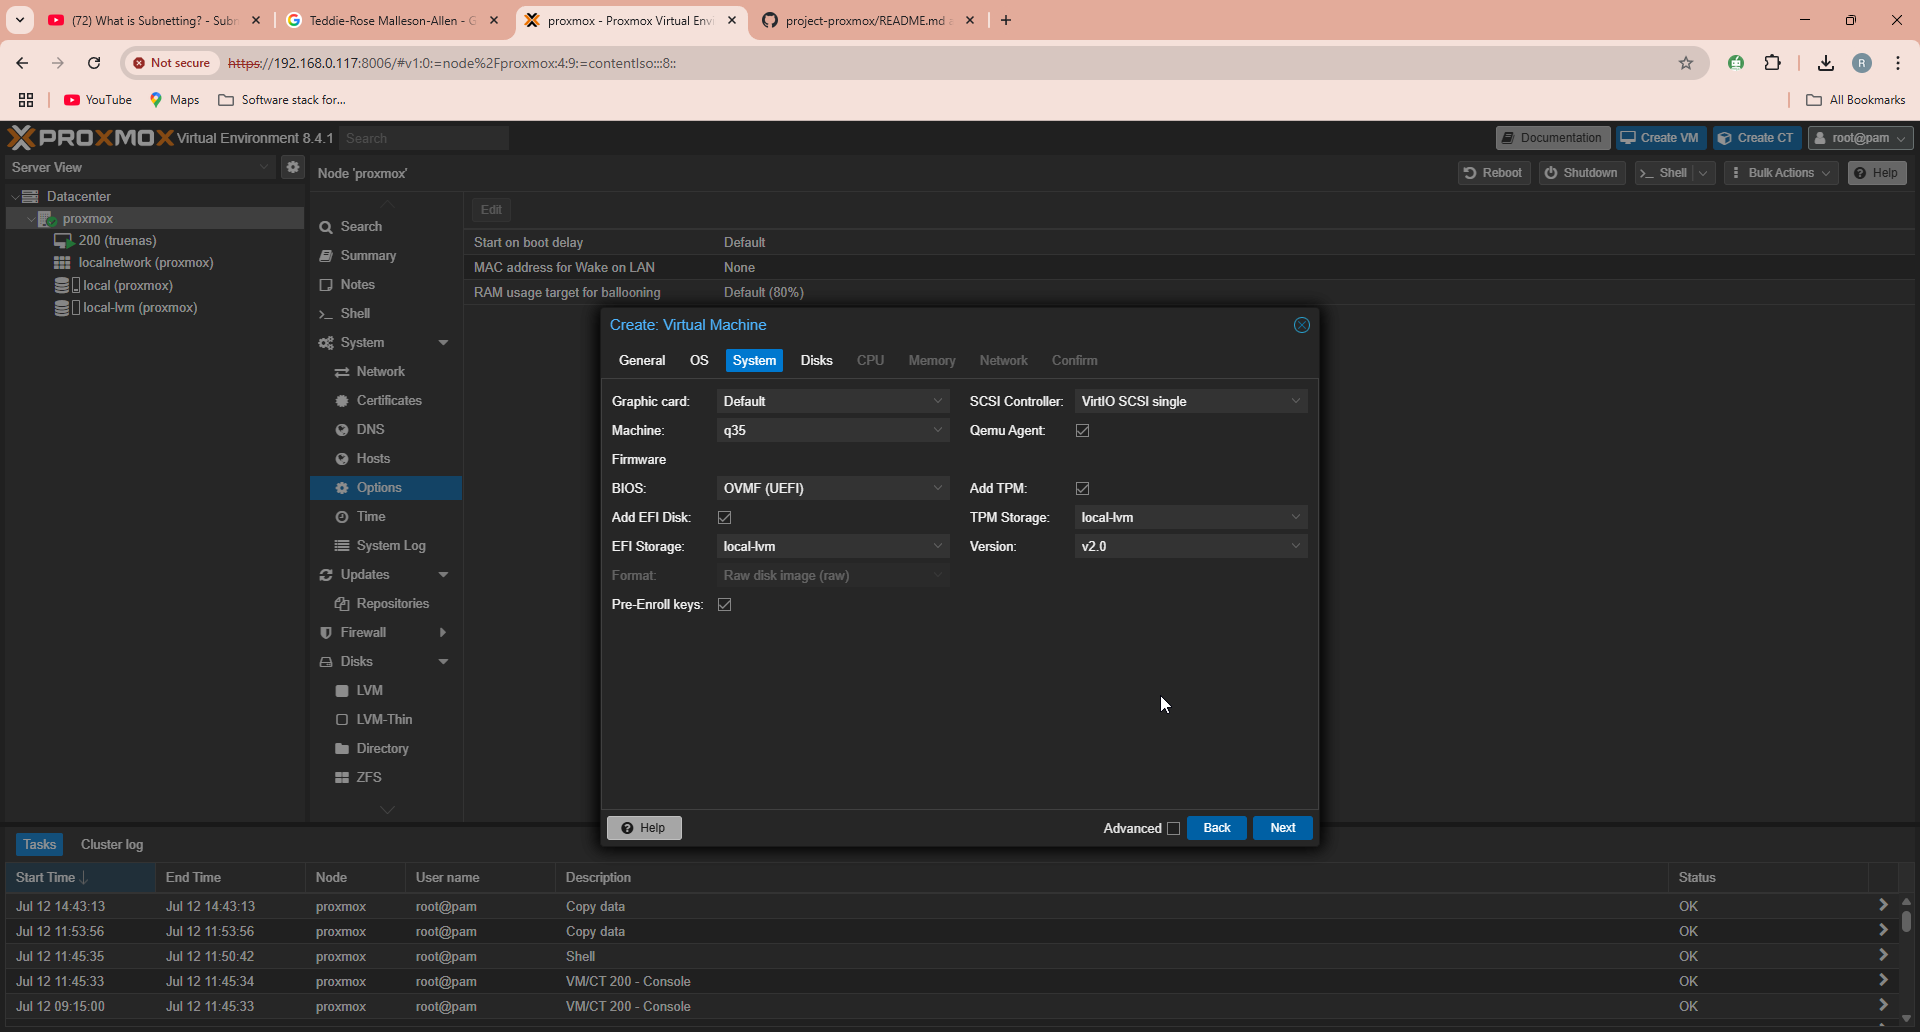 (72) What is Subnetting? - Subn
Teddie-Rose Malleson-Allen - G
proxmox - Proxmox Virtual Envi
project-proxmox/README.md a
Not secure
https://192.168.0.117:8006/#v1:0:=node%2Fproxmox:4:9:=contentIso:::8::
R
YouTube
Maps
Software stack for...
All Bookmarks
PROXMOX Virtual Environment 8.4.1
Search
Documentation
Create VM
Create CT
root@pam
Server View
Node 'proxmox'
Reboot
Shutdown
Shell
Bulk Actions
Help
Datacenter
proxmox
200 (truenas)
localnetwork (proxmox)
local (proxmox)
local-lvm (proxmox)
Search
Summary
Notes
Shell
System
Network
Certificates
DNS
Hosts
Options
Time
System Log
Updates
Repositories
Firewall
Disks
LVM
LVM-Thin
Directory
ZFS
Edit
Start on boot delay Default
MAC address for Wake on LAN None
RAM usage target for ballooning Default (80%)
Create: Virtual Machine
General OS System Disks CPU Memory Network Confirm
Graphic card: Default
SCSI Controller: VirtIO SCSI single
Machine: q35
Qemu Agent:
Firmware
BIOS: OVMF (UEFI)
Add TPM:
Add EFI Disk:
TPM Storage: local-lvm
EFI Storage: local-lvm
Version: v2.0
Format: Raw disk image (raw)
Pre-Enroll keys:
Help
Advanced
Back
Next
Tasks
Cluster log
Start Time End Time Node User name Description Status
Jul 12 14:43:13 Jul 12 14:43:13 proxmox root@pam Copy data OK
Jul 12 11:53:56 Jul 12 11:53:56 proxmox root@pam Copy data OK
Jul 12 11:45:35 Jul 12 11:50:42 proxmox root@pam Shell OK
Jul 12 11:45:33 Jul 12 11:45:34 proxmox root@pam VM/CT 200 - Console OK
Jul 12 09:15:00 Jul 12 11:45:33 proxmox root@pam VM/CT 200 - Console OK